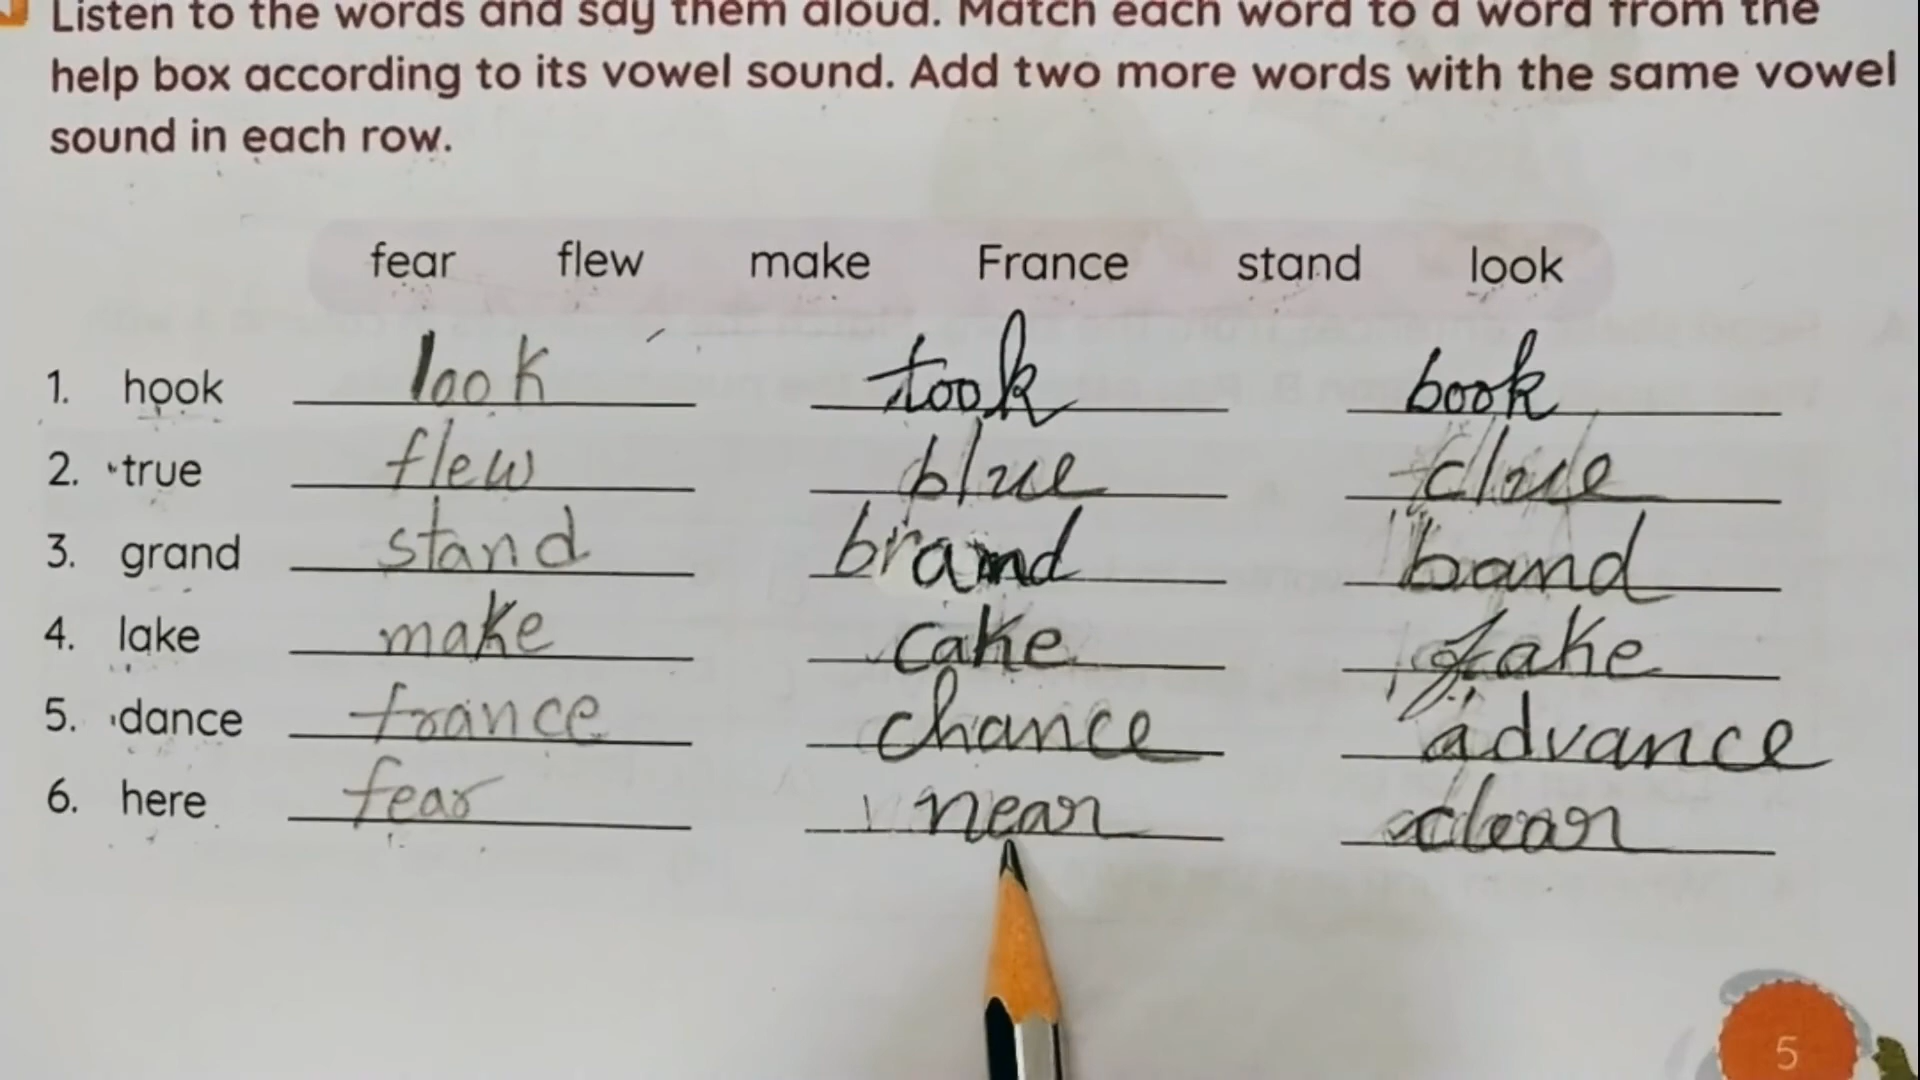 Listen to the words and say them aloud. Match each word to a word from the
help box according to its vowel sound. Add two more words with the same vowel
sound in each row.
fear flew make France stand look
1. hook look took book
2. true flew blue clue
3. grand stand brand band
4. lake make cake fake
5. dance france chance advance
6. here fear near clear
5